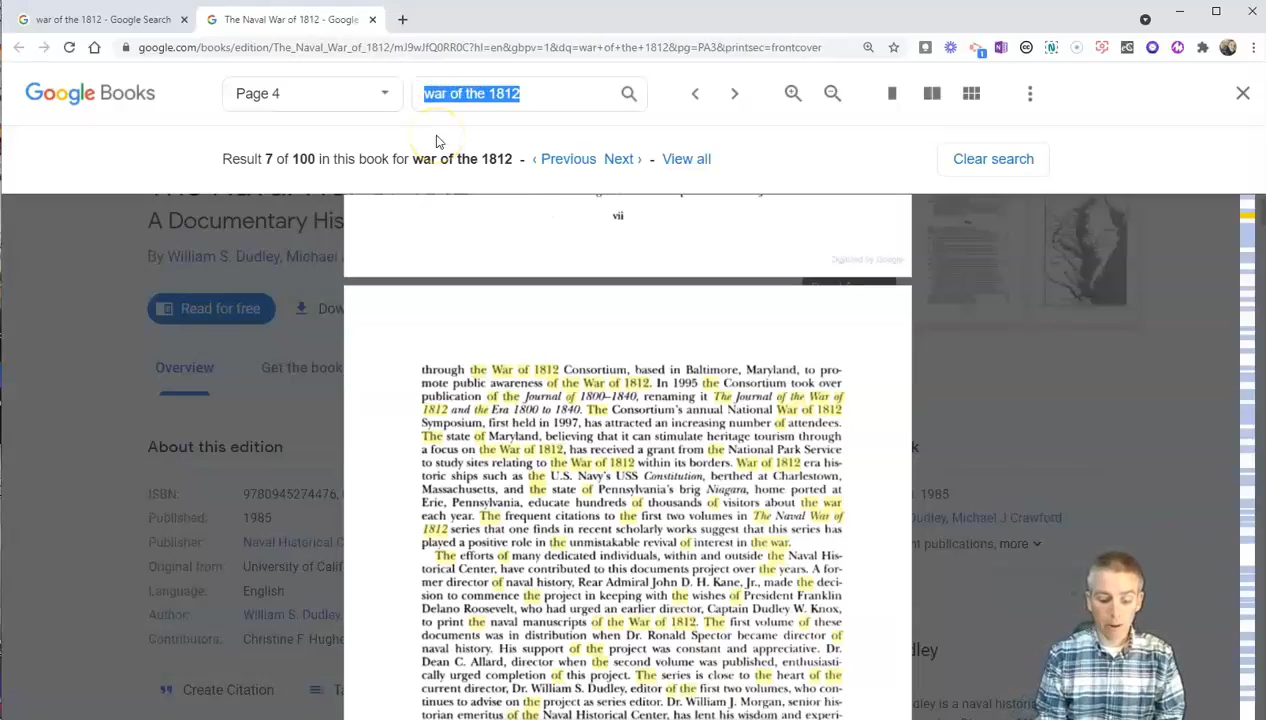 war of the 1812 - Google Search
The Naval War of 1812 - Google
google.com/books/edition/The_Naval_War_of_1812/mJ9wJfQ0RR0C?hl=en&gbpv=1&dq=war+of+the+1812&pg=PA3&printsec=frontcover
Google Books
Page 4
war of the 1812
Result 7 of 100 in this book for war of the 1812 - ‹ Previous Next › - View all
Clear search
A Documentary His
By William S. Dudley, Michael
Read for free
Dow
Overview
Get the book
About this edition
ISBN: 9780945274476,
Published: 1985
Publisher: Naval Historical C
Original from: University of Calif
Language: English
Author: William S. Dudley,
Contributors: Christine F. Hughe
Create Citation
vii
Digitized by Google
through the War of 1812 Consortium, based in Baltimore, Maryland, to pro-
mote public awareness of the War of 1812. In 1995 the Consortium took over
publication of the Journal of 1800–1840, renaming it The Journal of the War of
1812 and the Era 1800 to 1840. The Consortium's annual National War of 1812
Symposium, first held in 1997, has attracted an increasing number of attendees.
The state of Maryland, believing that it can stimulate heritage tourism through
a focus on the War of 1812, has received a grant from the National Park Service
to study sites relating to the War of 1812 within its borders. War of 1812 era his-
toric ships such as the U.S. Navy's USS Constitution, berthed at Charlestown,
Massachusetts, and the state of Pennsylvania's brig Niagara, home ported at
Erie, Pennsylvania, educate hundreds of thousands of visitors about the war
each year. The frequent citations to the first two volumes in The Naval War of
1812 series that one finds in recent scholarly works suggest that this series has
played a positive role in the unmistakable revival of interest in the war.
The efforts of many dedicated individuals, within and outside the Naval His-
torical Center, have contributed to this documents project over the years. A for-
mer director of naval history, Rear Admiral John D. H. Kane, Jr., made the deci-
sion to commence the project in keeping with the wishes of President Franklin
Delano Roosevelt, who had urged an earlier director, Captain Dudley W. Knox,
to print the naval manuscripts of the War of 1812. The first volume of these
documents was in distribution when Dr. Ronald Spector became director of
naval history. His support of the project was constant and appreciative. Dr.
Dean C. Allard, director when the second volume was published, enthusiasti-
cally urged completion of this project. The series is close to the heart of the
current director, Dr. William S. Dudley, editor of the first two volumes, who con-
tinues to advise on the project as series editor. Dr. William J. Morgan, senior his-
torian emeritus of the Naval Historical Center, has lent his wisdom and experi-
, 1985
Dudley, Michael J Crawford
nt publications, more
dley
dley is a naval histori